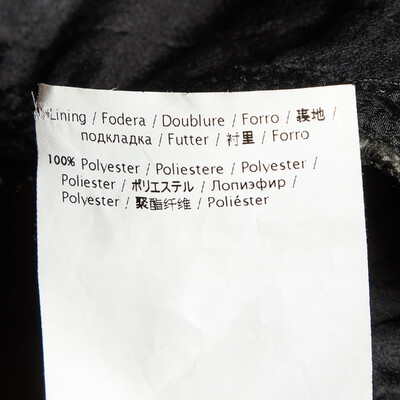 Lining / Fodera / Doublure / Forro / 裏地 /
подкладка / Futter / 衬里 / Forro
100% Polyester / Poliestere / Polyester /
Poliester / ポリエステル / Лопиэфир /
Polyester / 聚酯纤维 / Poliéster